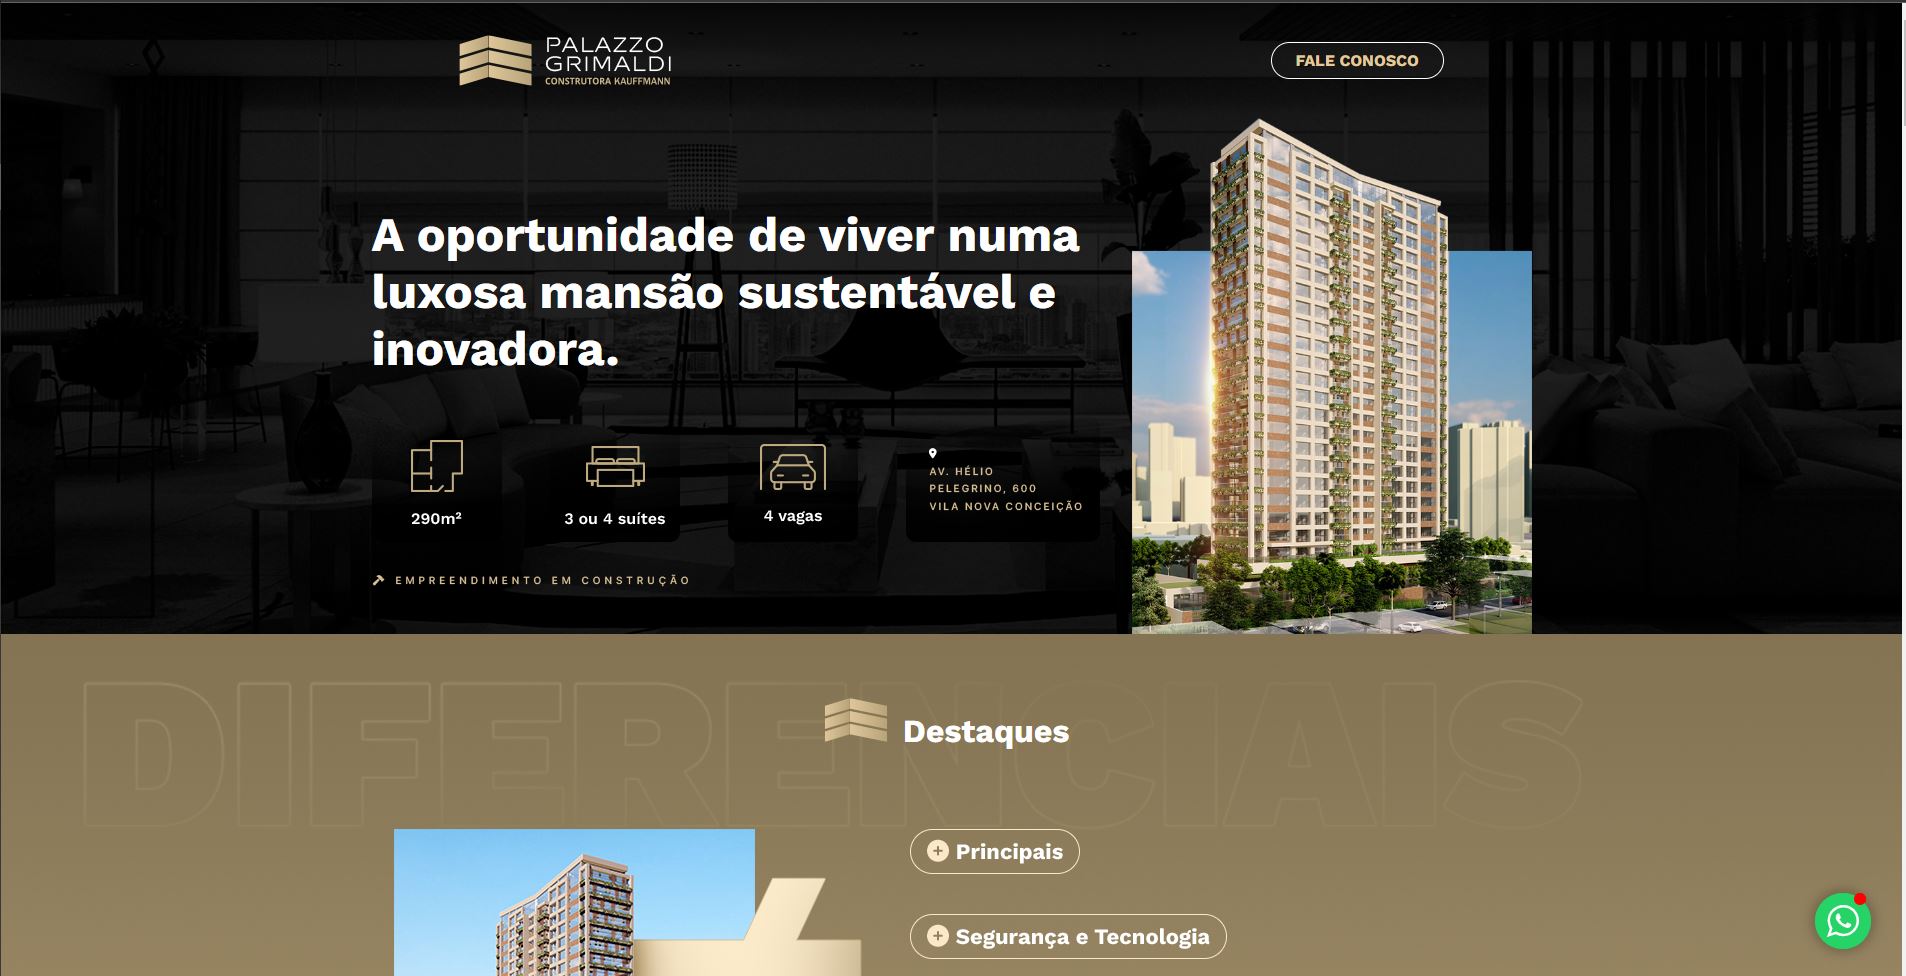 PALAZZO
GRIMALDI
CONSTRUTORA KAUFFMANN
FALE CONOSCO
A oportunidade de viver numa
luxosa mansão sustentável e
inovadora.
290m²
3 ou 4 suítes
4 vagas
AV. HÉLIO
PELEGRINO, 600
VILA NOVA CONCEIÇÃO
EMPREENDIMENTO EM CONSTRUÇÃO
DIFERENCIAIS
Destaques
Principais
Segurança e Tecnologia